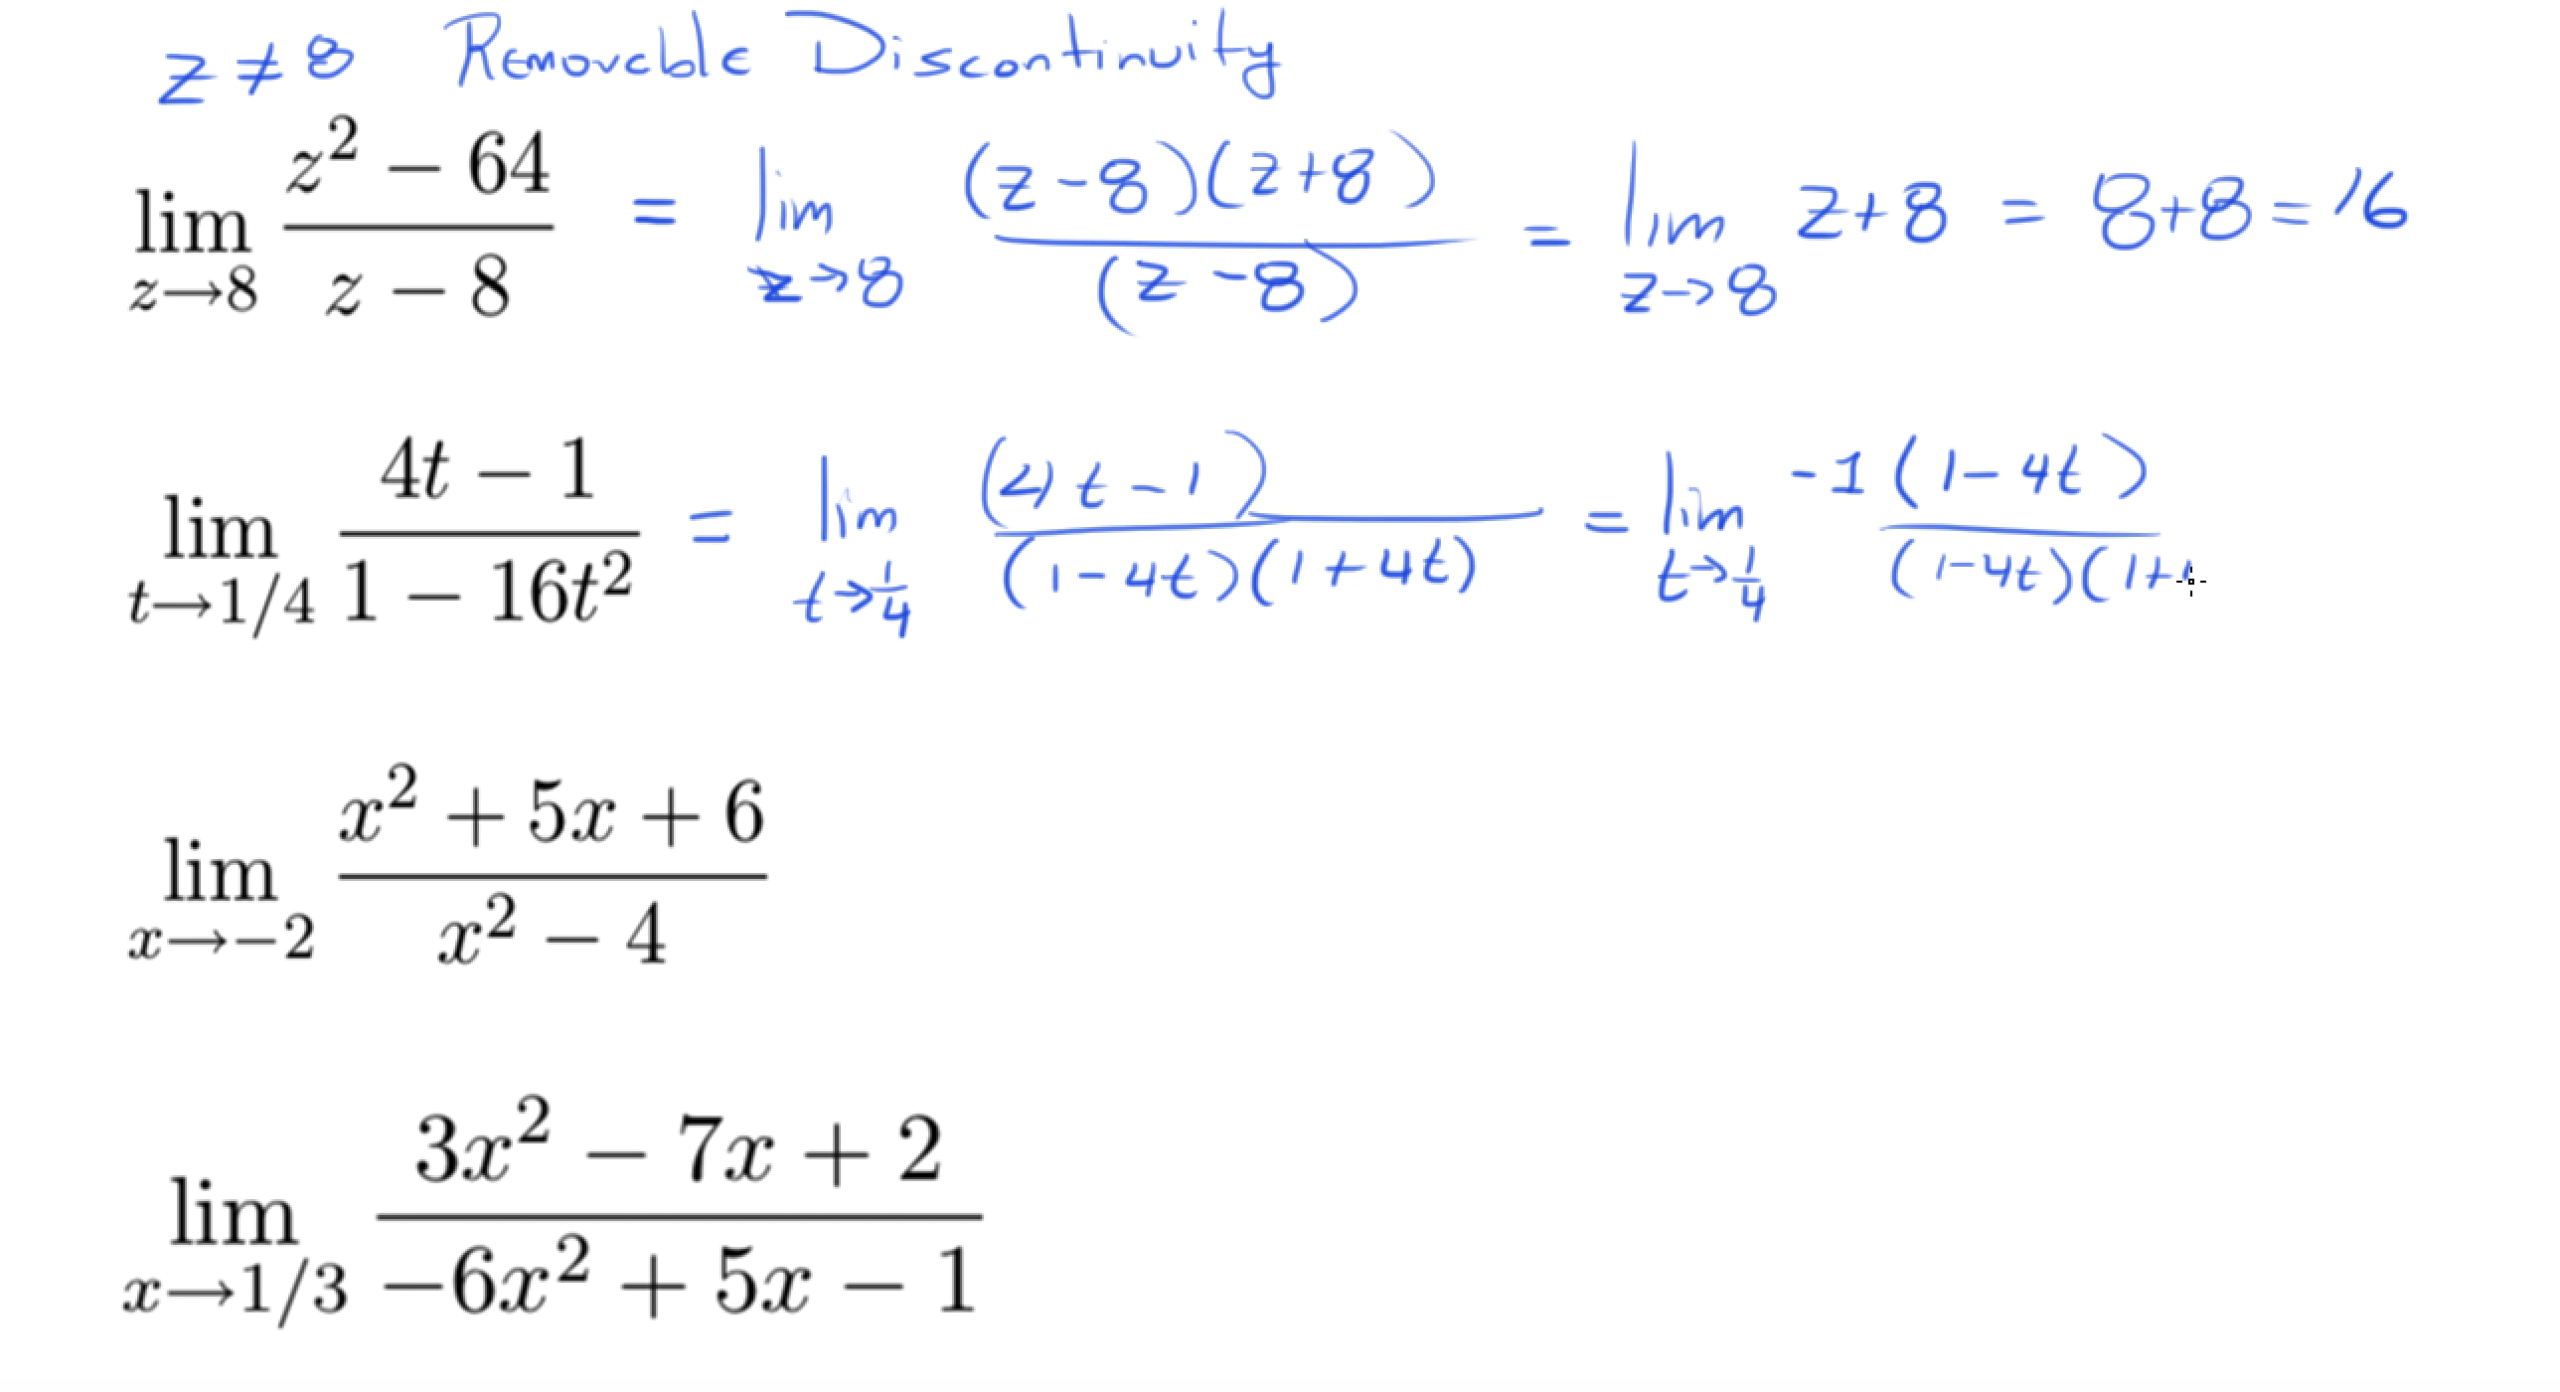 z ≠ 8 Removable Discontinuity
lim_{z→8} (z² − 64)/(z − 8) = lim_{z→8} ((z−8)(z+8))/((z−8)) = lim_{z→8} z+8 = 8+8 = 16
lim_{t→1/4} (4t − 1)/(1 − 16t²) = lim_{t→1/4} (4t−1)/((1−4t)(1+4t)) = lim_{t→1/4} −1(1−4t)/((1−4t)(1+
lim_{x→−2} (x² + 5x + 6)/(x² − 4)
lim_{x→1/3} (3x² − 7x + 2)/(−6x² + 5x − 1)